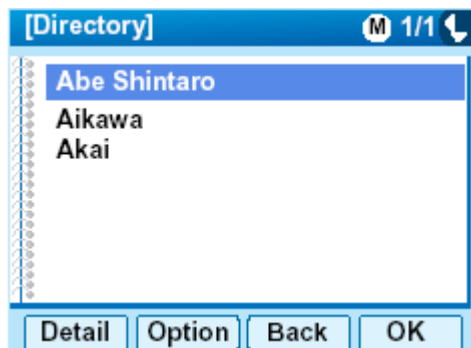 [Directory] M 1/1
Abe Shintaro
Aikawa
Akai
Detail Option Back OK